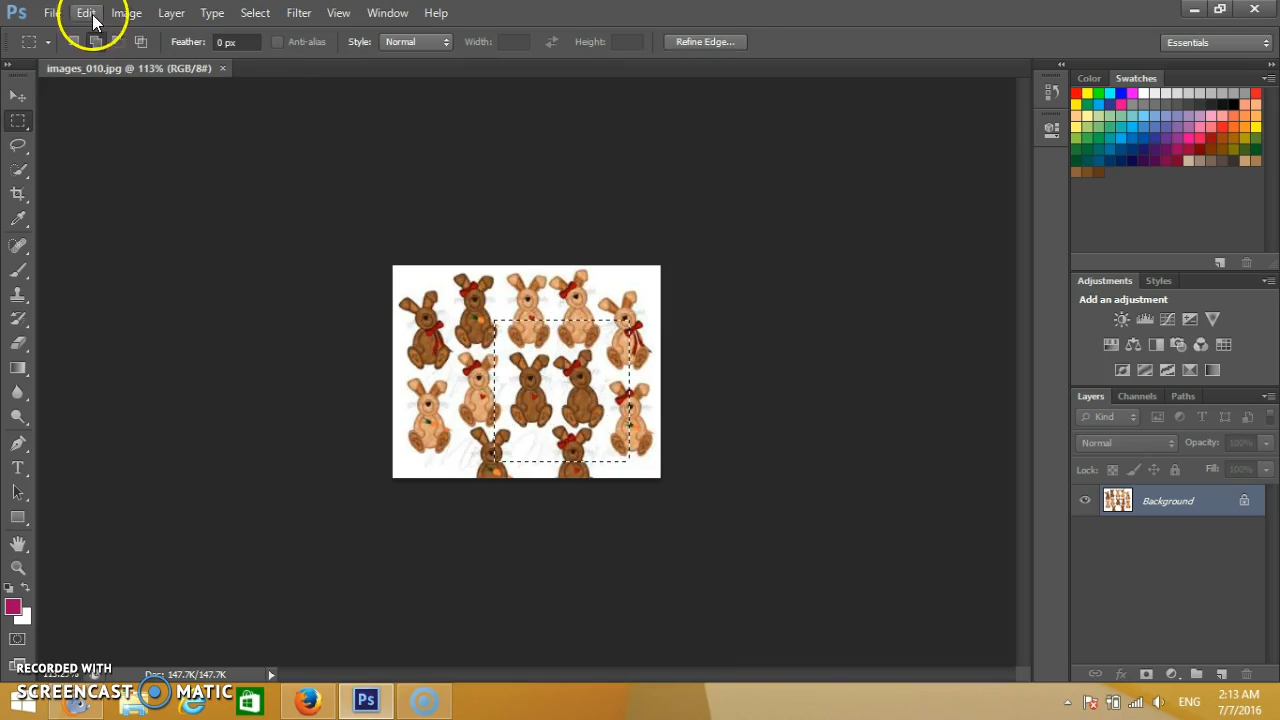 Ps File Edit Image Layer Type Select Filter View Window Help
Feather: 0 px Anti-alias Style: Normal Width: Height: Refine Edge... Essentials
images_010.jpg @ 113% (RGB/8#) ×
Color Swatches
Adjustments Styles
Add an adjustment
Layers Channels Paths
Kind
Normal Opacity: 100%
Lock: Fill: 100%
Background
Doc: 147.7K/147.7K
RECORDED WITH
SCREENCAST MATIC
Ps
ENG
2:13 AM
7/7/2016